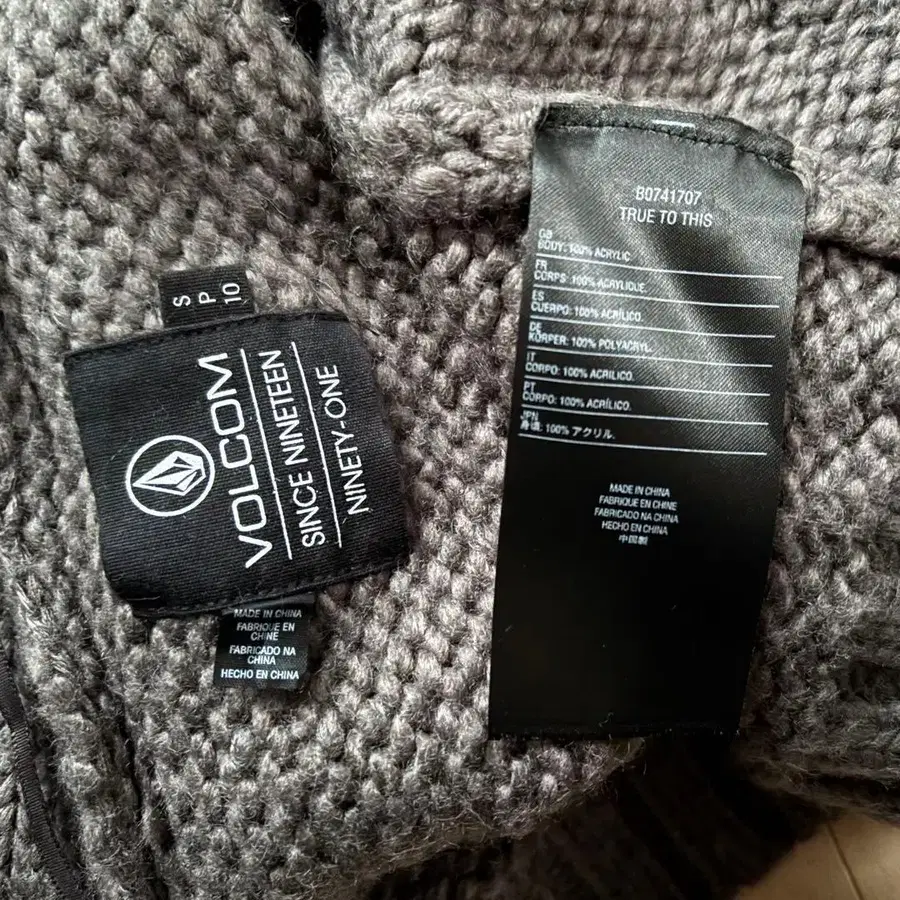 S
P
10
VOLCOM
SINCE NINETEEN
NINETY-ONE
MADE IN CHINA
FABRIQUE EN
CHINE
FABRICADO NA
CHINA
HECHO EN CHINA
B0741707
TRUE TO THIS
GB
BODY: 100% ACRYLIC.
FR
CORPS: 100% ACRYLIQUE.
ES
CUERPO: 100% ACRÍLICO.
DE
KÖRPER: 100% POLYACRYL.
IT
CORPO: 100% ACRILICO.
PT
CORPO: 100% ACRÍLICO.
JPN
身頃: 100% アクリル.
MADE IN CHINA
FABRIQUE EN CHINE
FABRICADO NA CHINA
HECHO EN CHINA
中国製